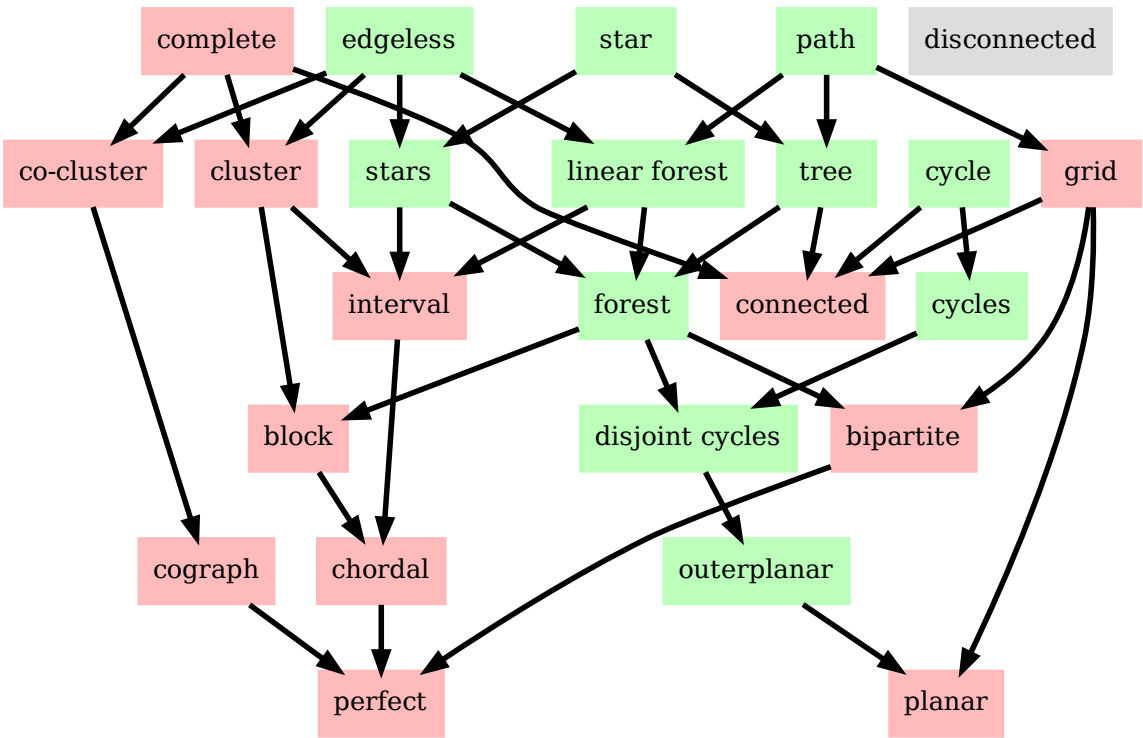 complete
edgeless
star
path
disconnected
co-cluster
cluster
stars
linear forest
tree
cycle
grid
interval
forest
connected
cycles
block
disjoint cycles
bipartite
cograph
chordal
outerplanar
perfect
planar